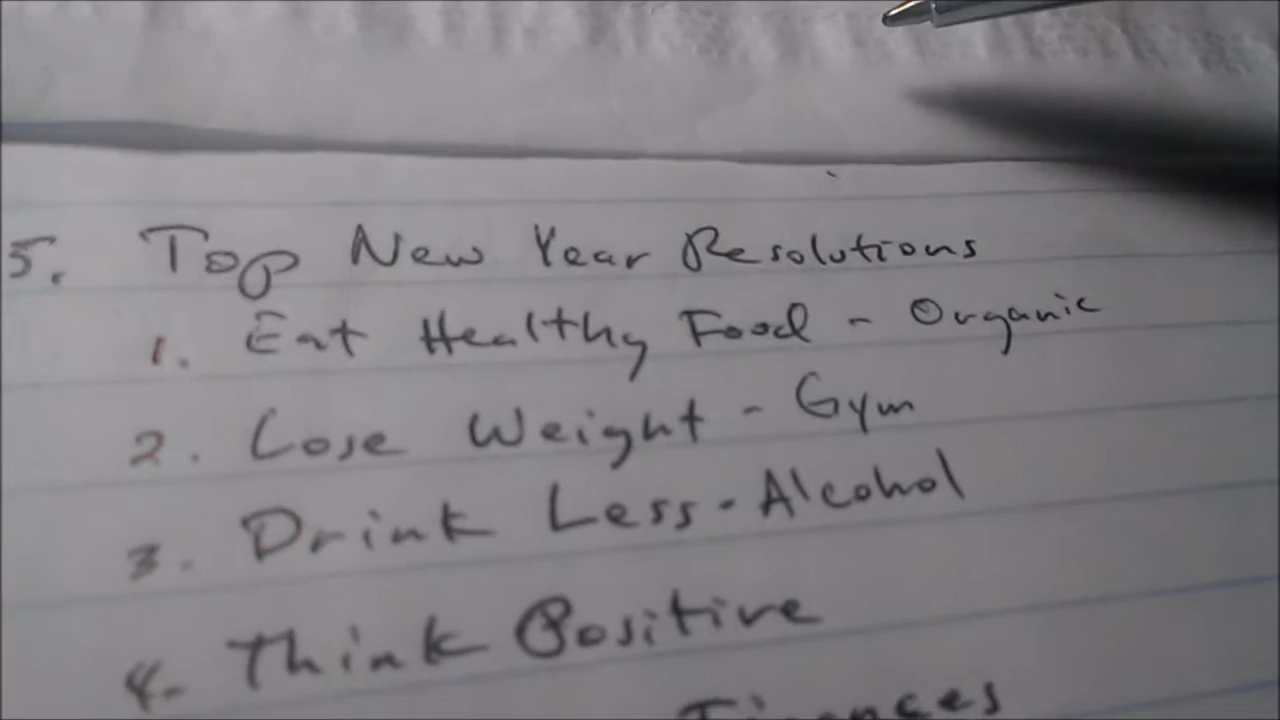 5. Top New Year Resolutions
1. Eat Healthy Food - Organic
2. Lose Weight - Gym
3. Drink Less - Alcohol
4. Think Positive
Finances